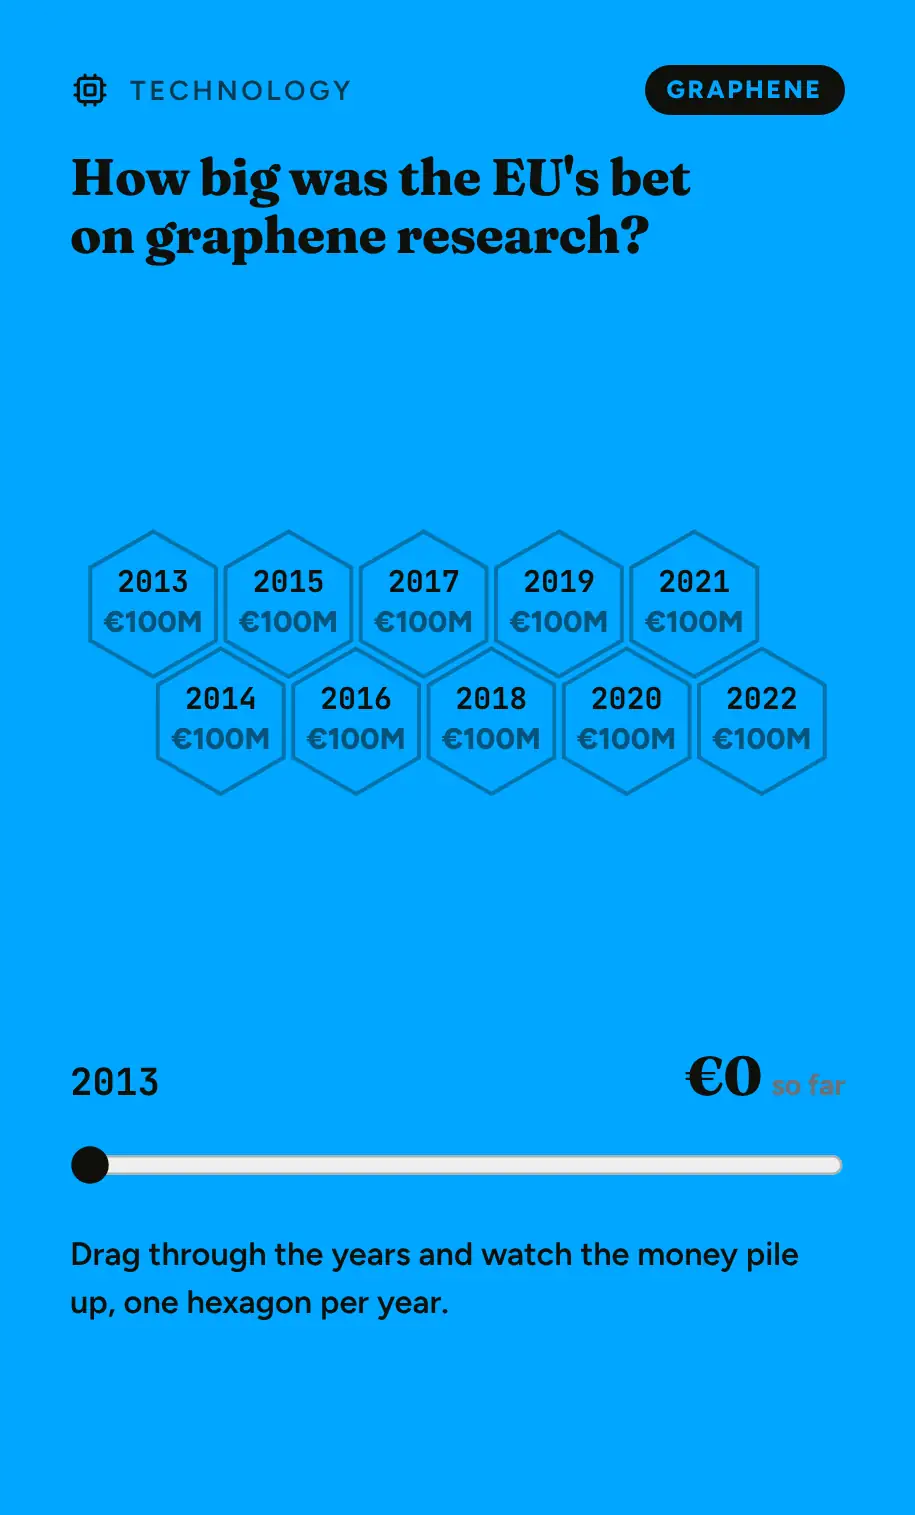 TECHNOLOGY
GRAPHENE
How big was the EU's bet
on graphene research?
2013
€100M
2015
€100M
2017
€100M
2019
€100M
2021
€100M
2014
€100M
2016
€100M
2018
€100M
2020
€100M
2022
€100M
2013
€0 so far
Drag through the years and watch the money pile
up, one hexagon per year.